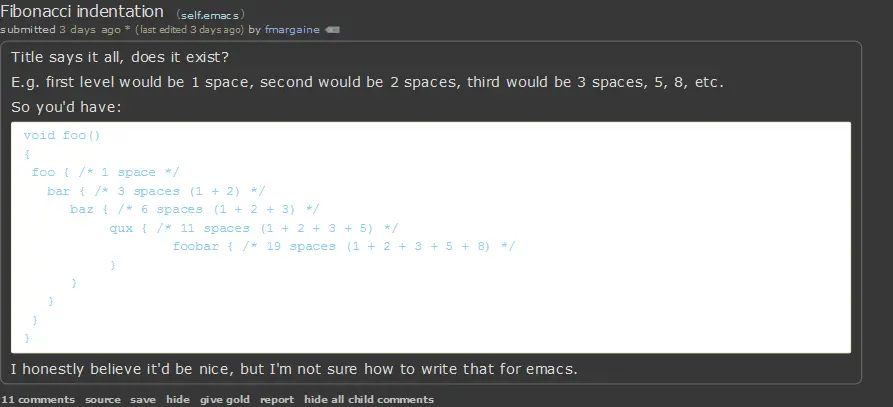 Fibonacci indentation (self.emacs)
submitted 3 days ago * (last edited 3 days ago) by fmargaine
Title says it all, does it exist?
E.g. first level would be 1 space, second would be 2 spaces, third would be 3 spaces, 5, 8, etc.
So you'd have:
void foo()
{
 foo { /* 1 space */
   bar { /* 3 spaces (1 + 2) */
      baz { /* 6 spaces (1 + 2 + 3) */
           qux { /* 11 spaces (1 + 2 + 3 + 5) */
                   foobar { /* 19 spaces (1 + 2 + 3 + 5 + 8) */
           }
      }
   }
 }
}
I honestly believe it'd be nice, but I'm not sure how to write that for emacs.
11 comments source save hide give gold report hide all child comments